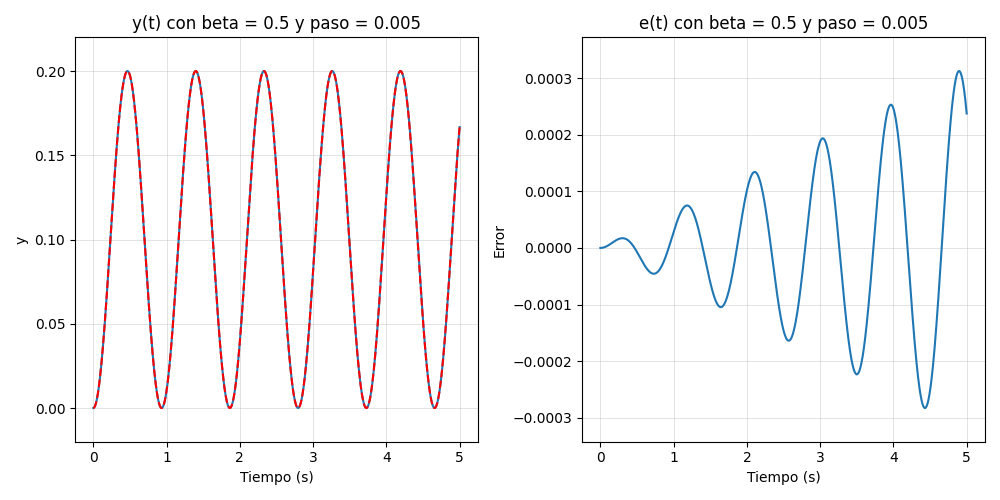 y(t) con beta = 0.5 y paso = 0.005
0.20
0.15
0.10
0.05
0.00
y
0 1 2 3 4 5
Tiempo (s)
e(t) con beta = 0.5 y paso = 0.005
0.0003
0.0002
0.0001
0.0000
−0.0001
−0.0002
−0.0003
Error
0 1 2 3 4 5
Tiempo (s)